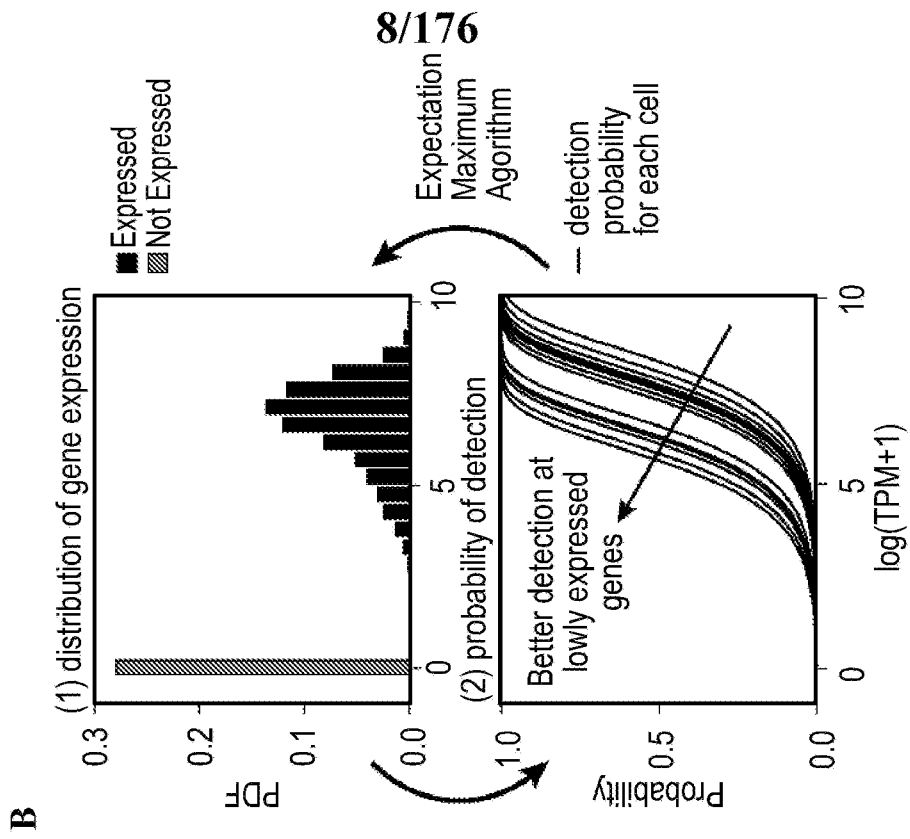 8/176
B
(1) distribution of gene expression
Expressed
Not Expressed
PDF
0.3
0.2
0.1
0.0
0
5
10
Expectation
Maximum
Agorithm
(2) probability of detection
detection
probability
for each cell
Probability
1.0
0.5
0.0
Better detection at
lowly expressed
genes
0
5
10
log(TPM+1)